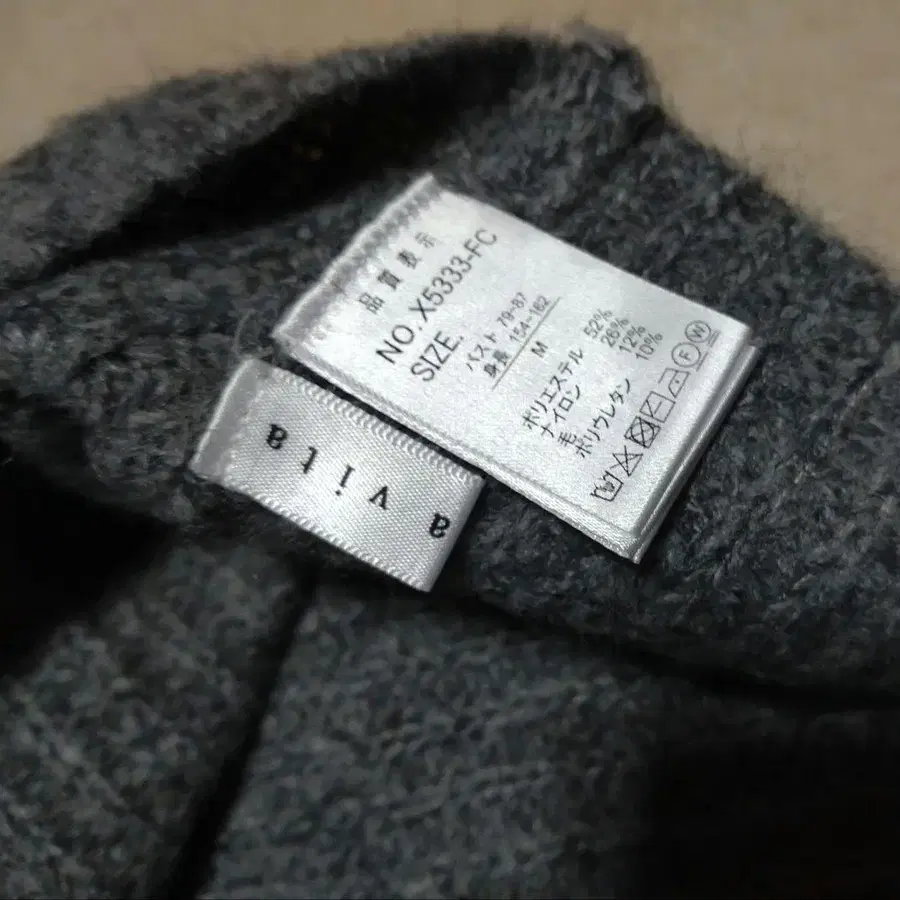 品質表示
NO.X5333-FC
SIZE.
バスト 79~87
身長 154~162
M
ポリエステル 52%
ナイロン 26%
毛 12%
ポリウレタン 10%
F W
a v i t a